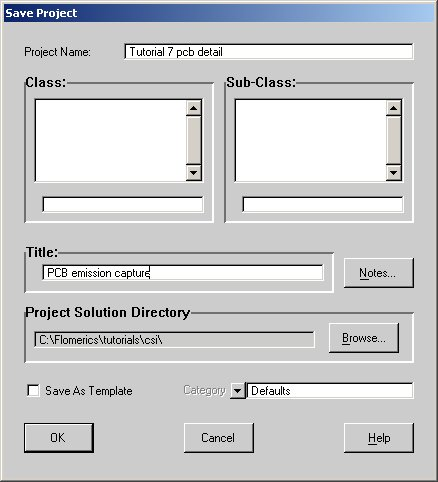 Save Project
Project Name: Tutorial 7 pcb detail
Class: Sub-Class:
Title:
PCB emission capture
Notes...
Project Solution Directory
C:\Flomerics\tutorials\csi\
Browse...
Save As Template Category Defaults
OK Cancel Help